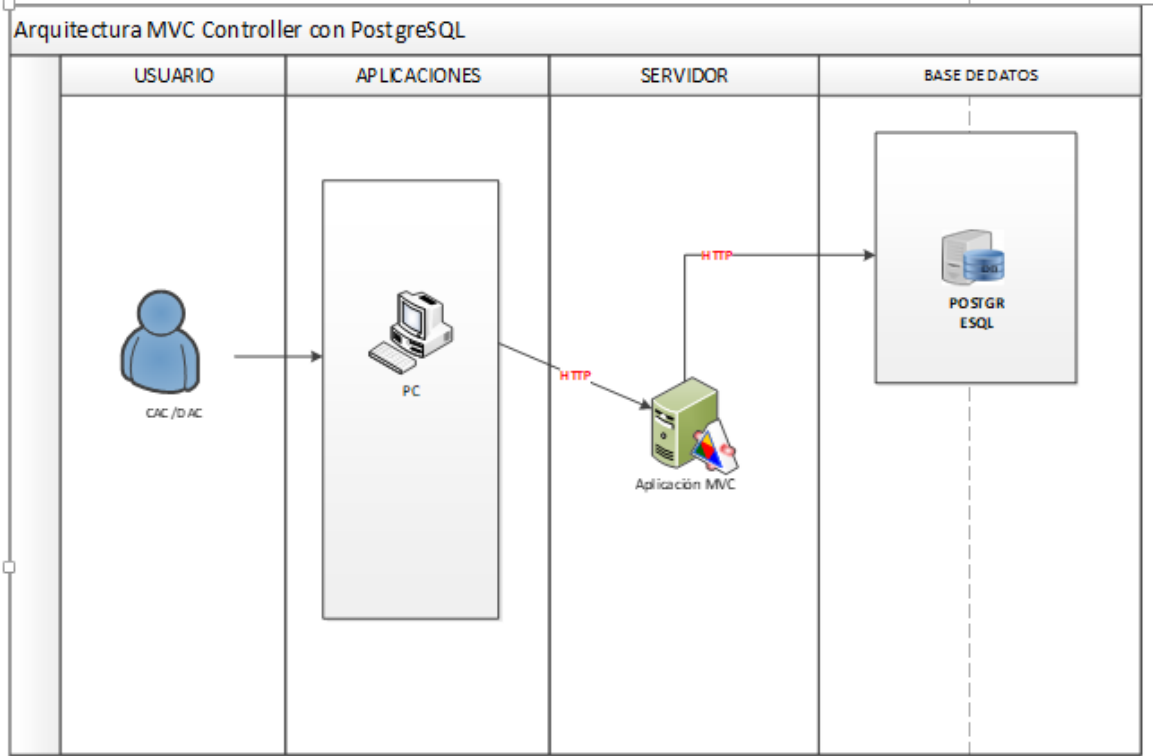 Arquitectura MVC Controller con PostgreSQL
USUARIO
APLICACIONES
SERVIDOR
BASE DE DATOS
HTTP
POSTGR
ESQL
PC
HTTP
CAC/DAC
Aplicación MVC